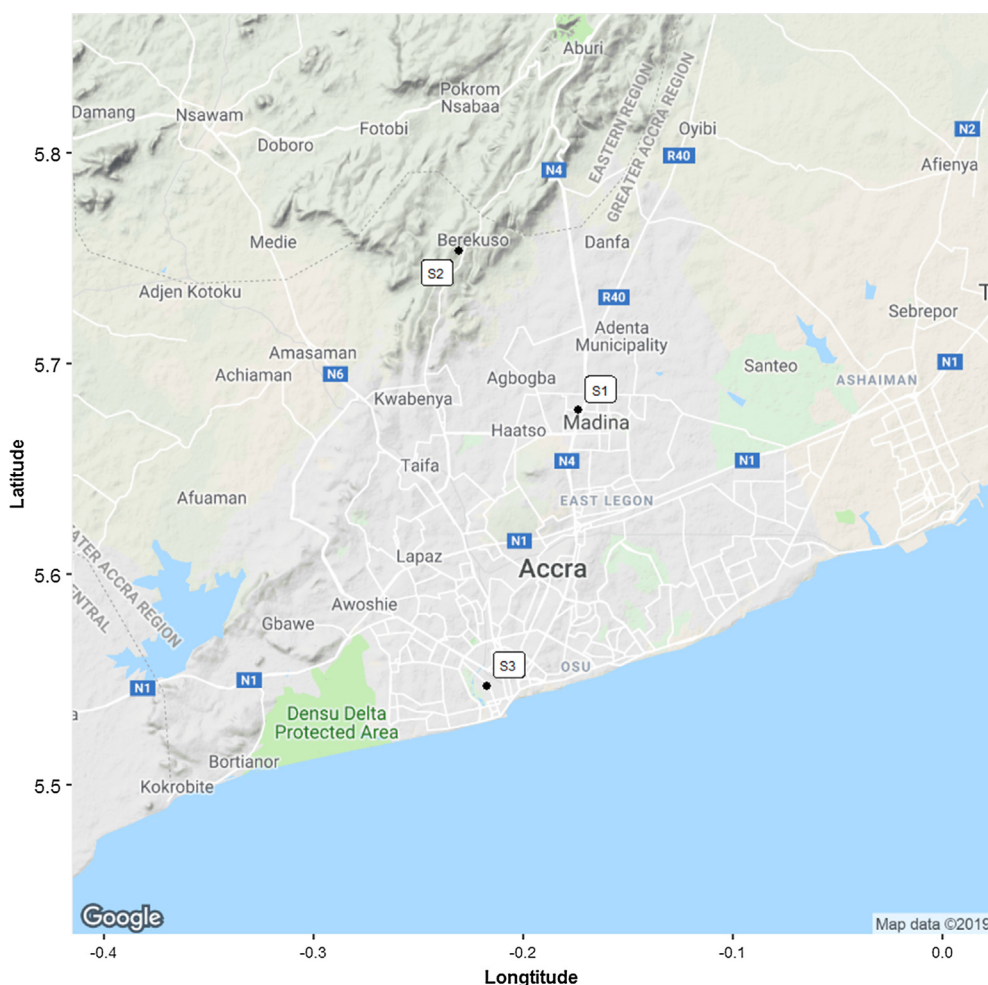 Aburi
Pokrom
Nsabaa
Damang
Nsawam
Fotobi
Doboro
EASTERN REGION
GREATER ACCRA REGION
Oyibi
N2
N4
R40
Afienya
5.8
Medie
Berekuso
Danfa
S2
Adjen Kotoku
R40
Sebrepor
T
Adenta
Municipality
Amasaman
Achiaman
N6
5.7
Santeo
N1
ASHAIMAN
Agbogba
S1
Kwabenya
Haatso
Madina
Taifa
N4
N1
Latitude
Afuaman
EAST LEGON
N1
Lapaz
Accra
5.6
ATER ACCRA REGION
ENTRAL
Awoshie
Gbawe
S3
OSU
N1
N1
a
Densu Delta
Protected Area
Bortianor
5.5
Kokrobite
Google
Map data ©2019
-0.4
-0.3
-0.2
-0.1
0.0
Longtitude